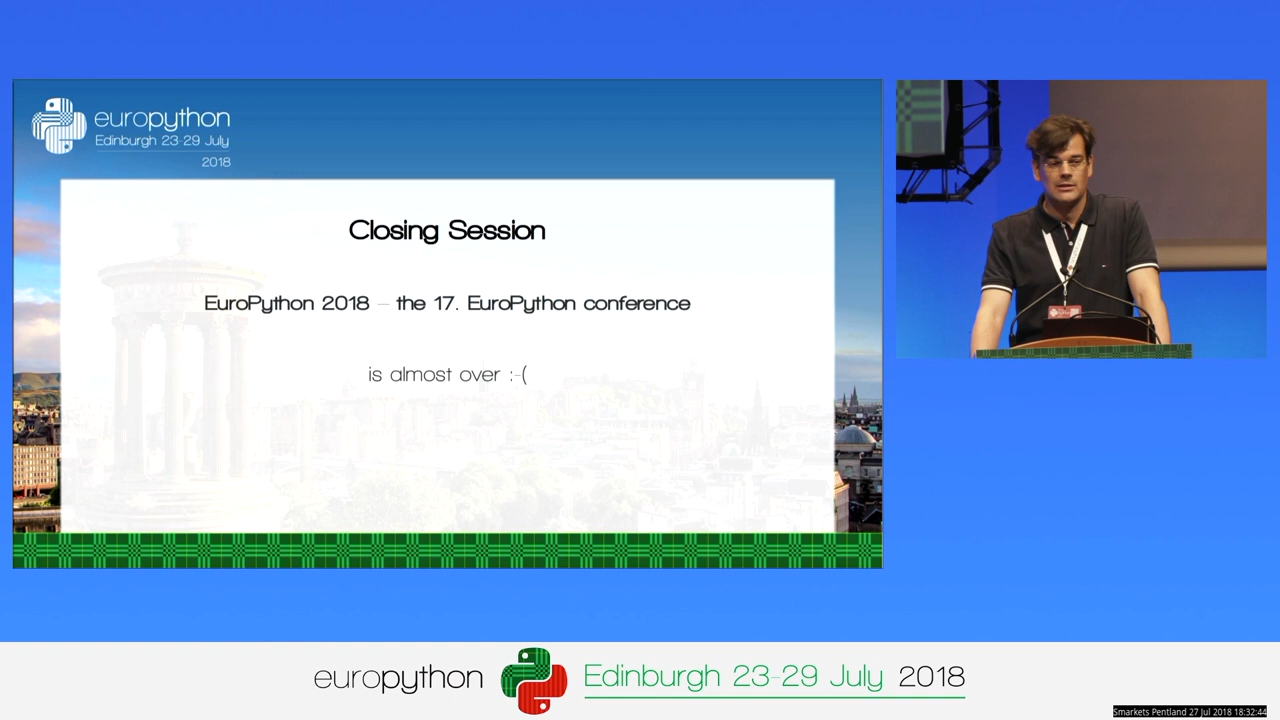 europython
Edinburgh 23-29 July
2018
Closing Session
EuroPython 2018 – the 17. EuroPython conference
is almost over :-(
europython Edinburgh 23-29 July 2018
Smarkets Pentland 27 Jul 2018 18:32:44